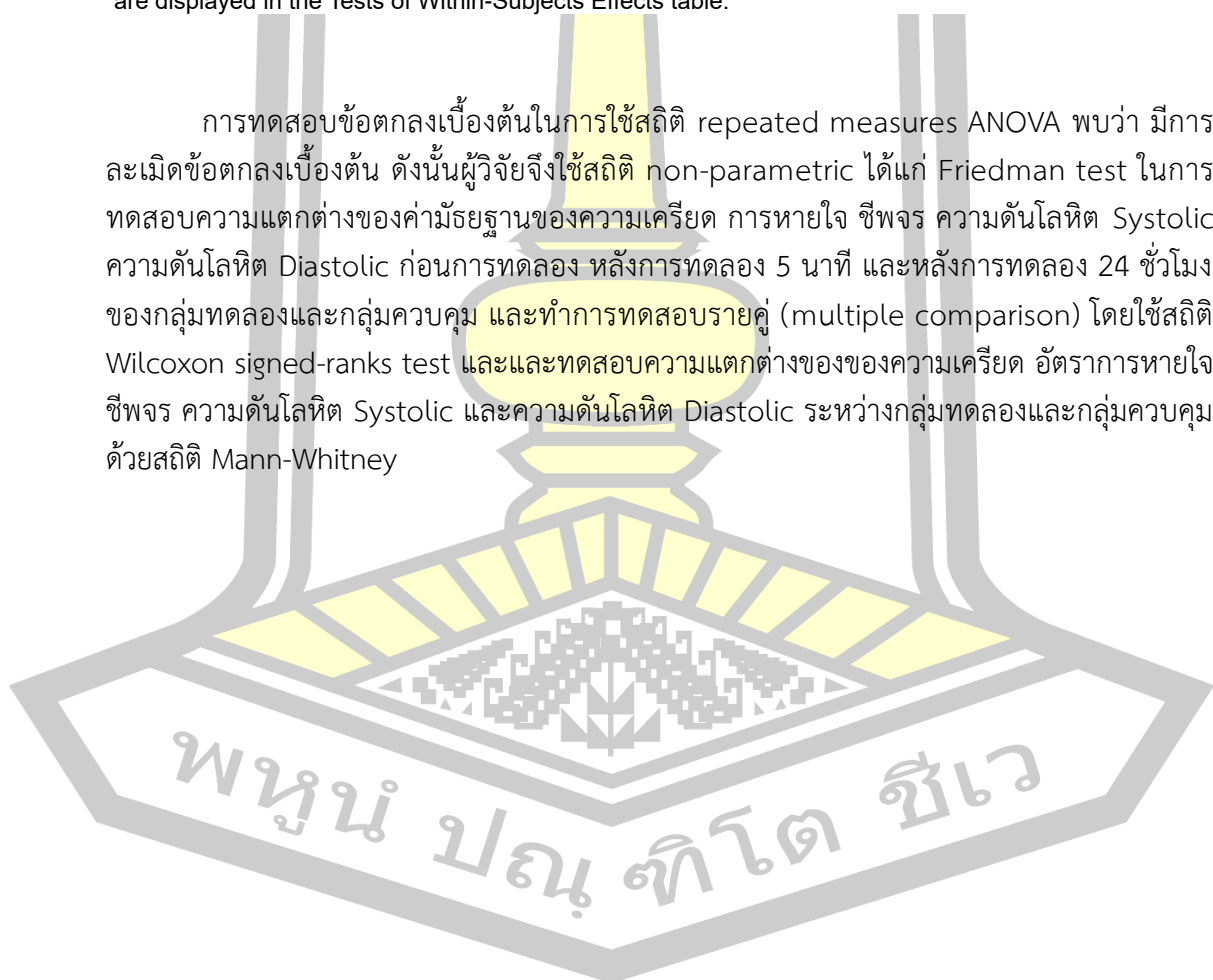 are displayed in the Tests of Within-Subjects Effects table.
การทดสอบข้อตกลงเบื้องต้นในการใช้สถิติ repeated measures ANOVA พบว่า มีการ
ละเมิดข้อตกลงเบื้องต้น ดังนั้นผู้วิจัยจึงใช้สถิติ non-parametric ได้แก่ Friedman test ในการ
ทดสอบความแตกต่างของค่ามัธยฐานของความเครียด การหายใจ ชีพจร ความดันโลหิต Systolic
ความดันโลหิต Diastolic ก่อนการทดลอง หลังการทดลอง 5 นาที และหลังการทดลอง 24 ชั่วโมง
ของกลุ่มทดลองและกลุ่มควบคุม และทำการทดสอบรายคู่ (multiple comparison) โดยใช้สถิติ
Wilcoxon signed-ranks test และและทดสอบความแตกต่างของของความเครียด อัตราการหายใจ
ชีพจร ความดันโลหิต Systolic และความดันโลหิต Diastolic ระหว่างกลุ่มทดลองและกลุ่มควบคุม
ด้วยสถิติ Mann-Whitney
พหูนํ ปณฺ ฑิโต ชีเว